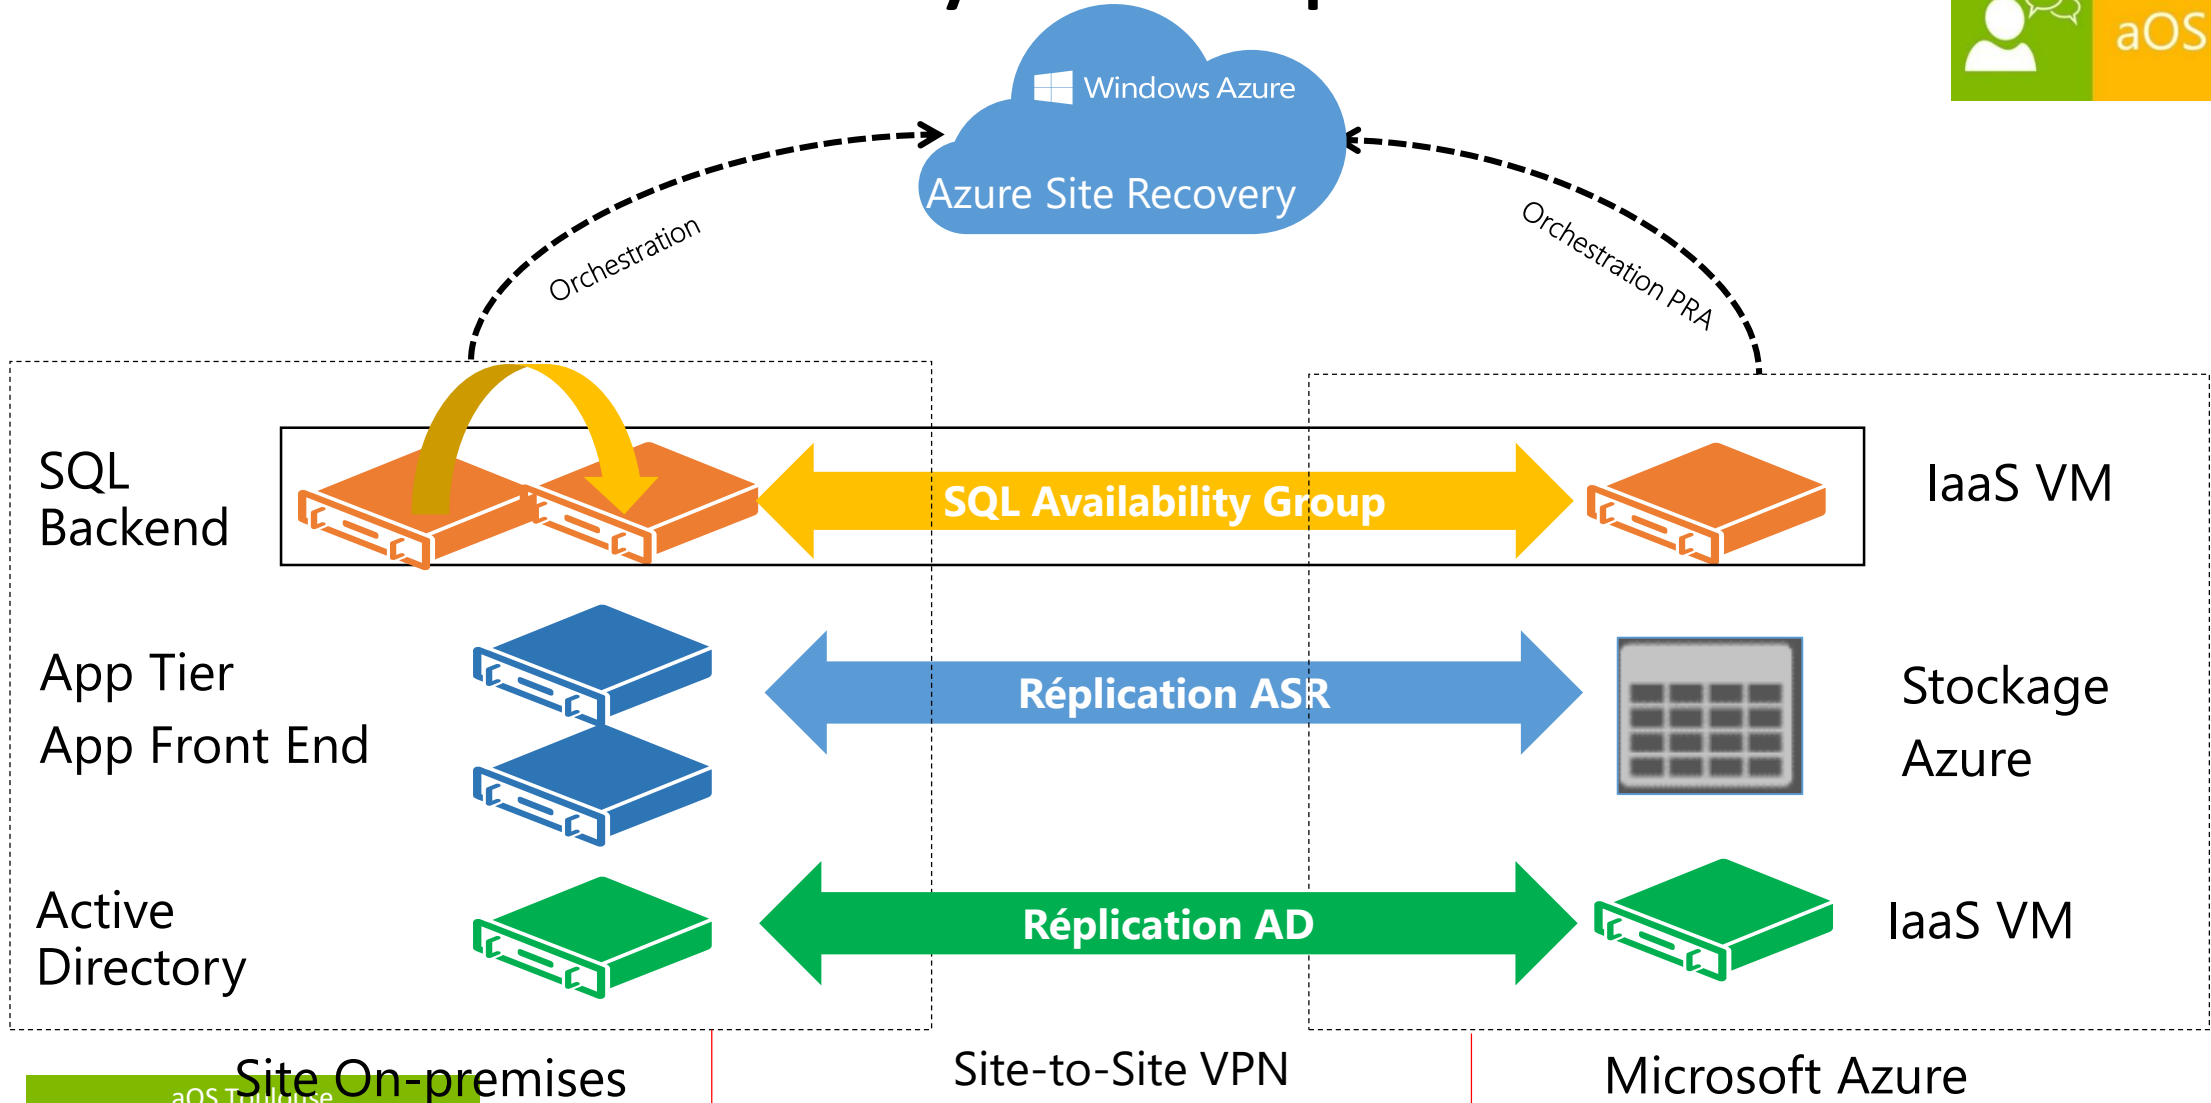 aOS
Windows Azure
Azure Site Recovery
Orchestration
Orchestration PRA
SQL
Backend
SQL Availability Group
IaaS VM
App Tier
App Front End
Réplication ASR
Stockage
Azure
Active
Directory
Réplication AD
IaaS VM
Site On-premises
Site-to-Site VPN
Microsoft Azure
aOS Toulouse